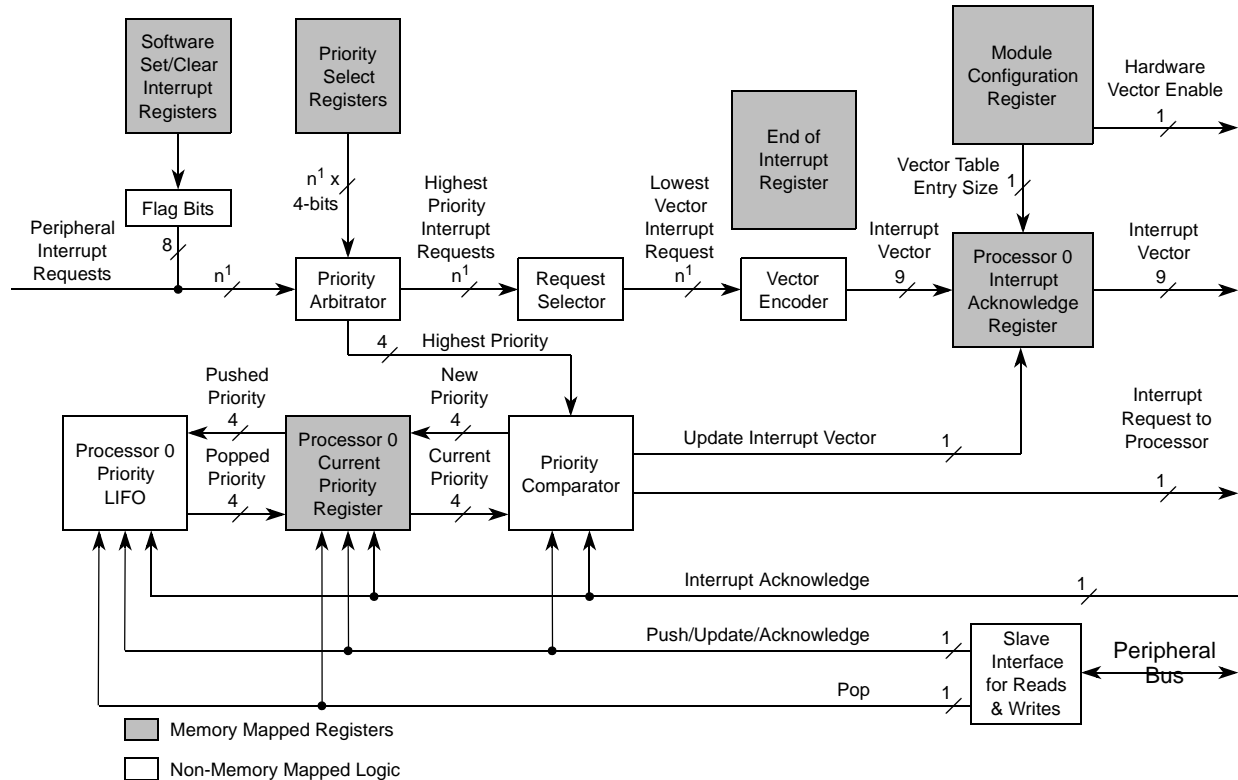 Software
Set/Clear
Interrupt
Registers
Priority
Select
Registers
Module
Configuration
Register
Hardware
Vector Enable
1
End of
Interrupt
Register
n1 x
4-bits
Vector Table
Entry Size
1
Flag Bits
Peripheral
Interrupt
Requests
8
n1
Priority
Arbitrator
Highest
Priority
Interrupt
Requests
n1
Request
Selector
Lowest
Vector
Interrupt
Request
n1
Vector
Encoder
Interrupt
Vector
9
Processor 0
Interrupt
Acknowledge
Register
Interrupt
Vector
9
4
Highest Priority
Pushed
Priority
4
New
Priority
4
Processor 0
Priority
LIFO
Popped
Priority
4
Processor 0
Current
Priority
Register
Current
Priority
4
Priority
Comparator
Update Interrupt Vector
1
Interrupt
Request to
Processor
1
Interrupt Acknowledge
1
Push/Update/Acknowledge
1
Pop
1
Slave
Interface
for Reads
& Writes
Peripheral
Bus
Memory Mapped Registers
Non-Memory Mapped Logic